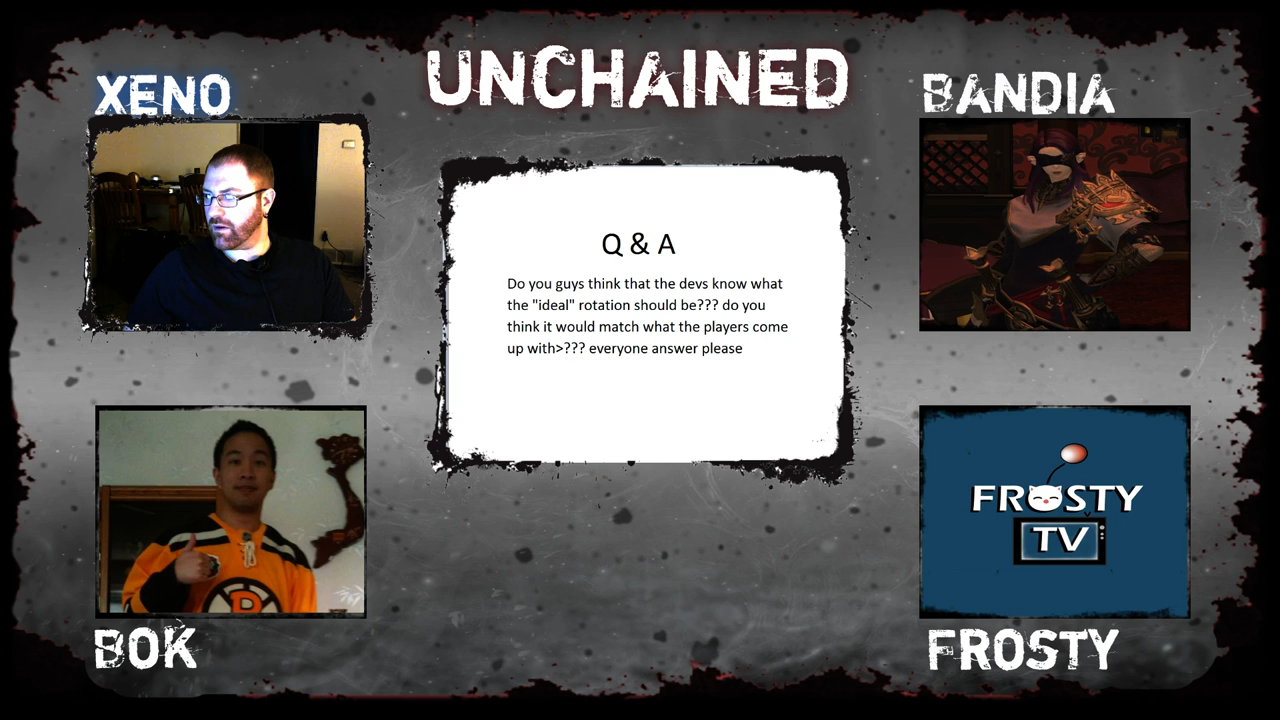 UNCHAINED
XENO
BANDIA
Q & A
Do you guys think that the devs know what
the "ideal" rotation should be??? do you
think it would match what the players come
up with>??? everyone answer please
B
FROSTY
TV
BOK
FROSTY